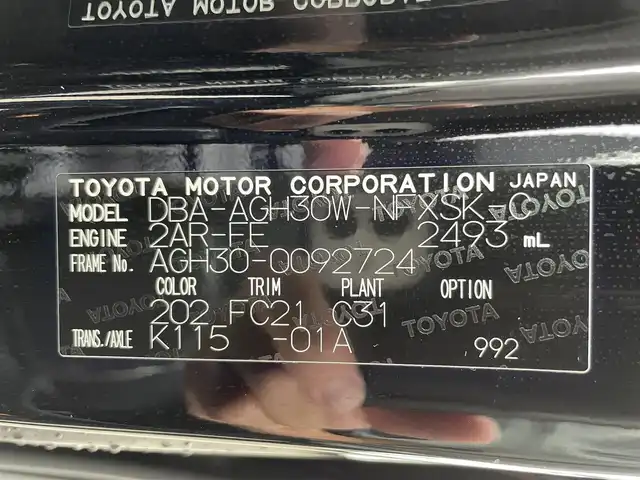 TOYOTA MOTOR CORPORATION JAPAN
MODEL DBA-AGH30W-NFXSK-G
ENGINE 2AR-FE 2493 mL
FRAME No. AGH30-0092724
COLOR TRIM PLANT OPTION
202 FC21 C31
TRANS./AXLE K115 -01A
992